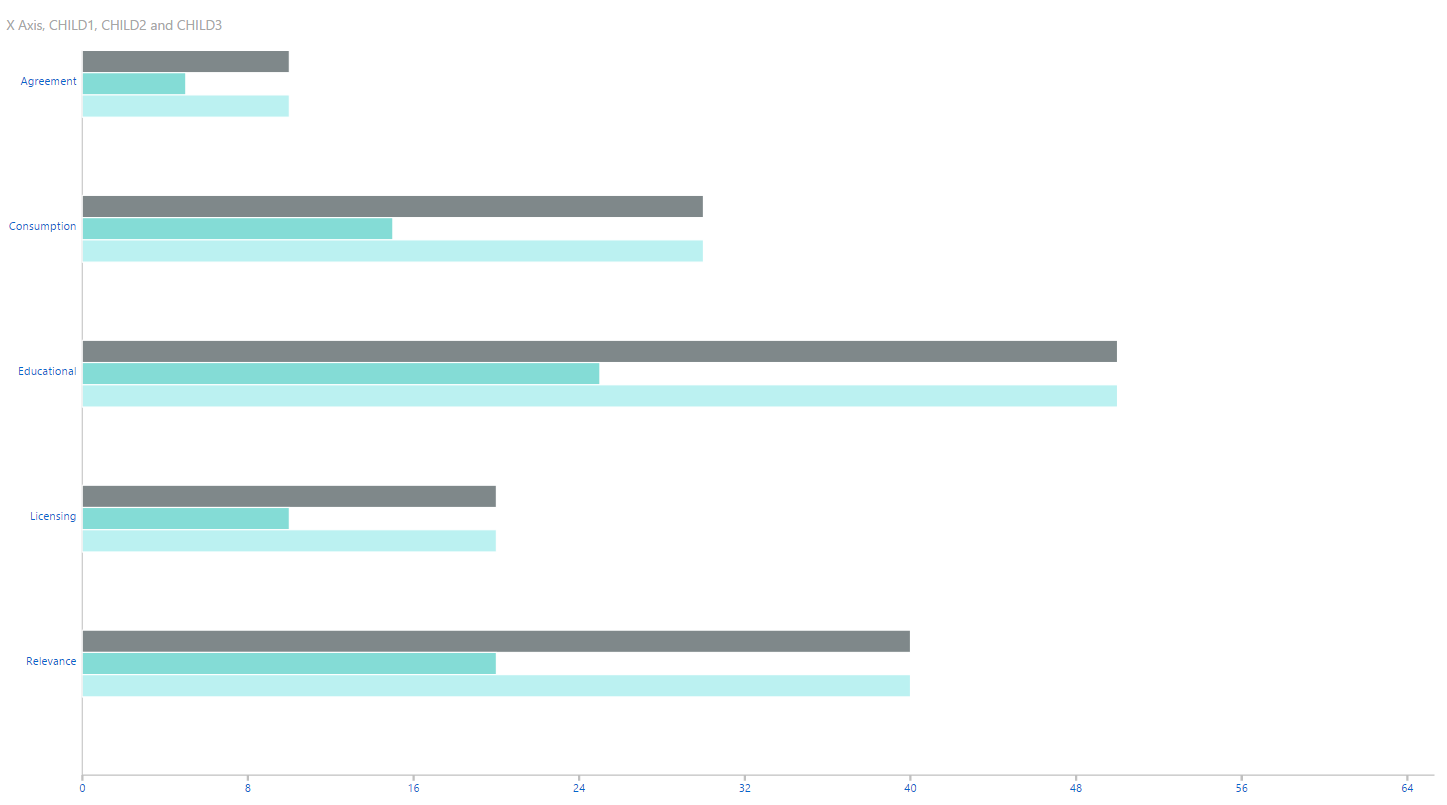 X Axis, CHILD1, CHILD2 and CHILD3
Agreement
Consumption
Educational
Licensing
Relevance
0 8 16 24 32 40 48 56 64